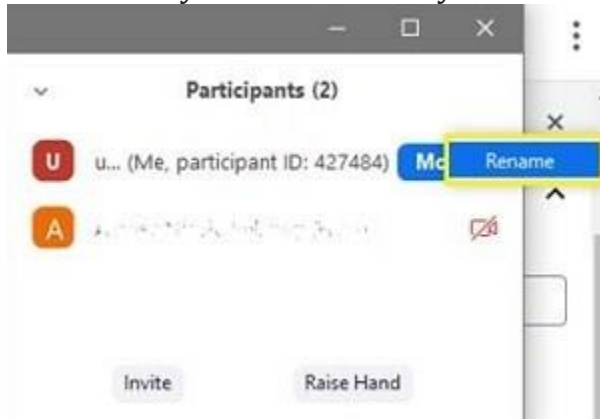 Participants (2)
U u... (Me, participant ID: 427484) Mo Rename
A
Invite Raise Hand